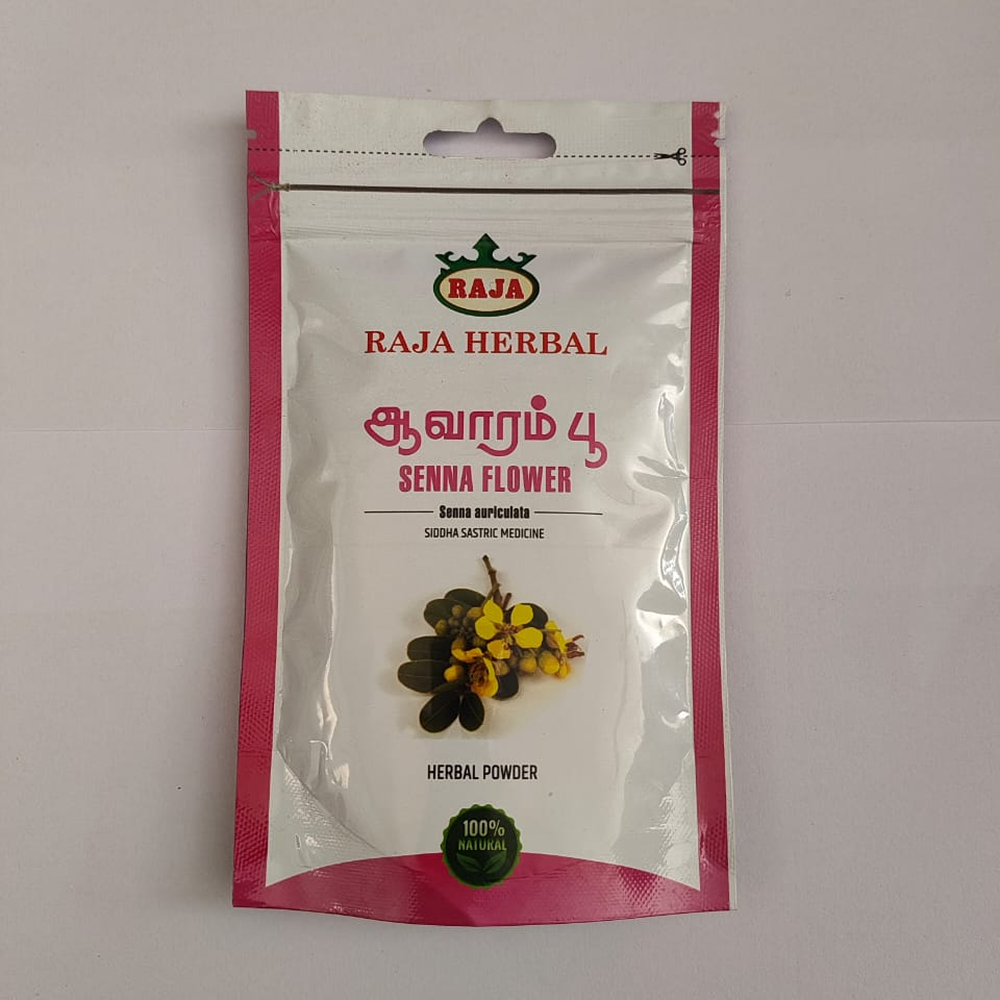 RAJA
RAJA HERBAL
ஆவாரம் பூ
SENNA FLOWER
Senna auriculata
SIDDHA SASTRIC MEDICINE
HERBAL POWDER
100%
NATURAL